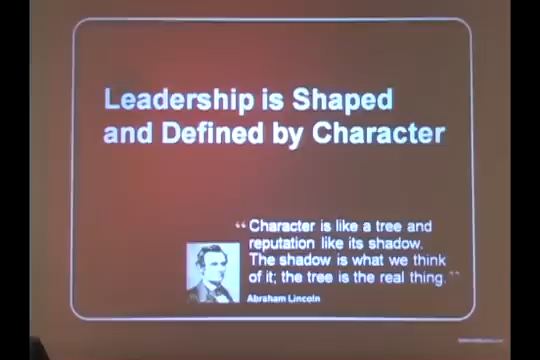 Leadership is Shaped
and Defined by Character
“Character is like a tree and
reputation like its shadow.
The shadow is what we think
of it; the tree is the real thing.”
Abraham Lincoln